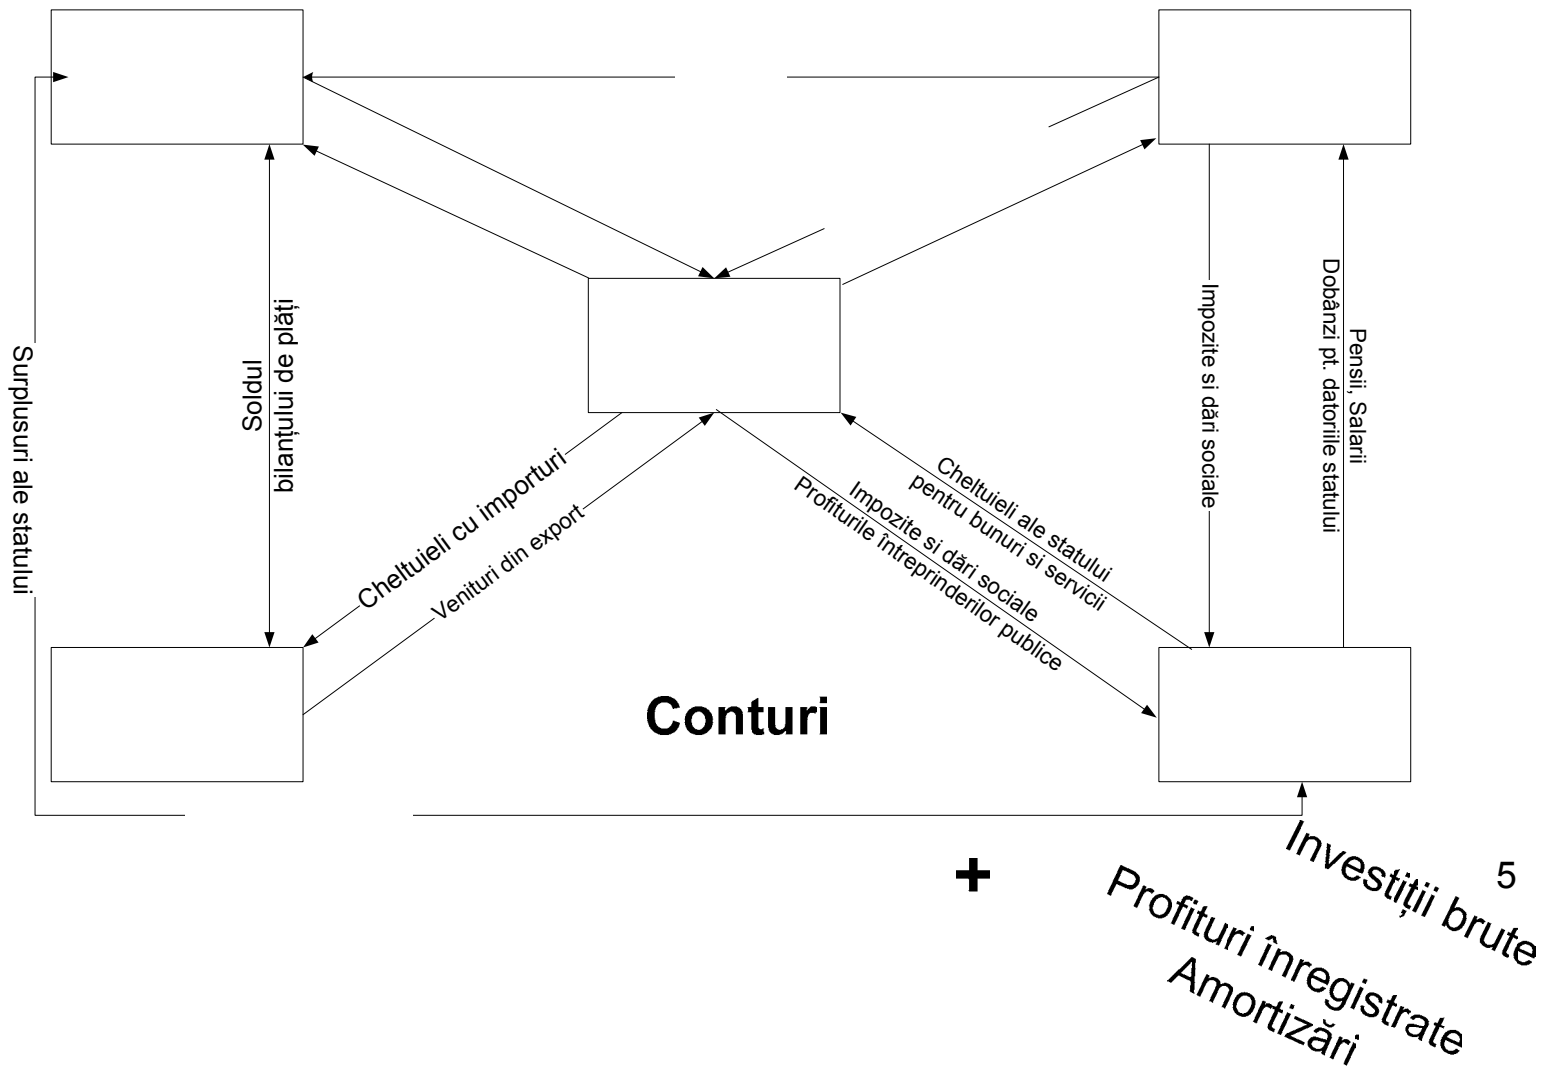 Surplusuri ale statului
Soldul
bilanțului de plăți
Impozite si dări sociale
Pensii, Salarii
Dobânzi pt. datoriile statului
Cheltuieli cu importuri
Venituri din export
Cheltuieli ale statului
pentru bunuri si servicii
Impozite si dări sociale
Profiturile întreprinderilor publice
Conturi
+
5
Investiții brute
Profituri înregistrate
Amortizări